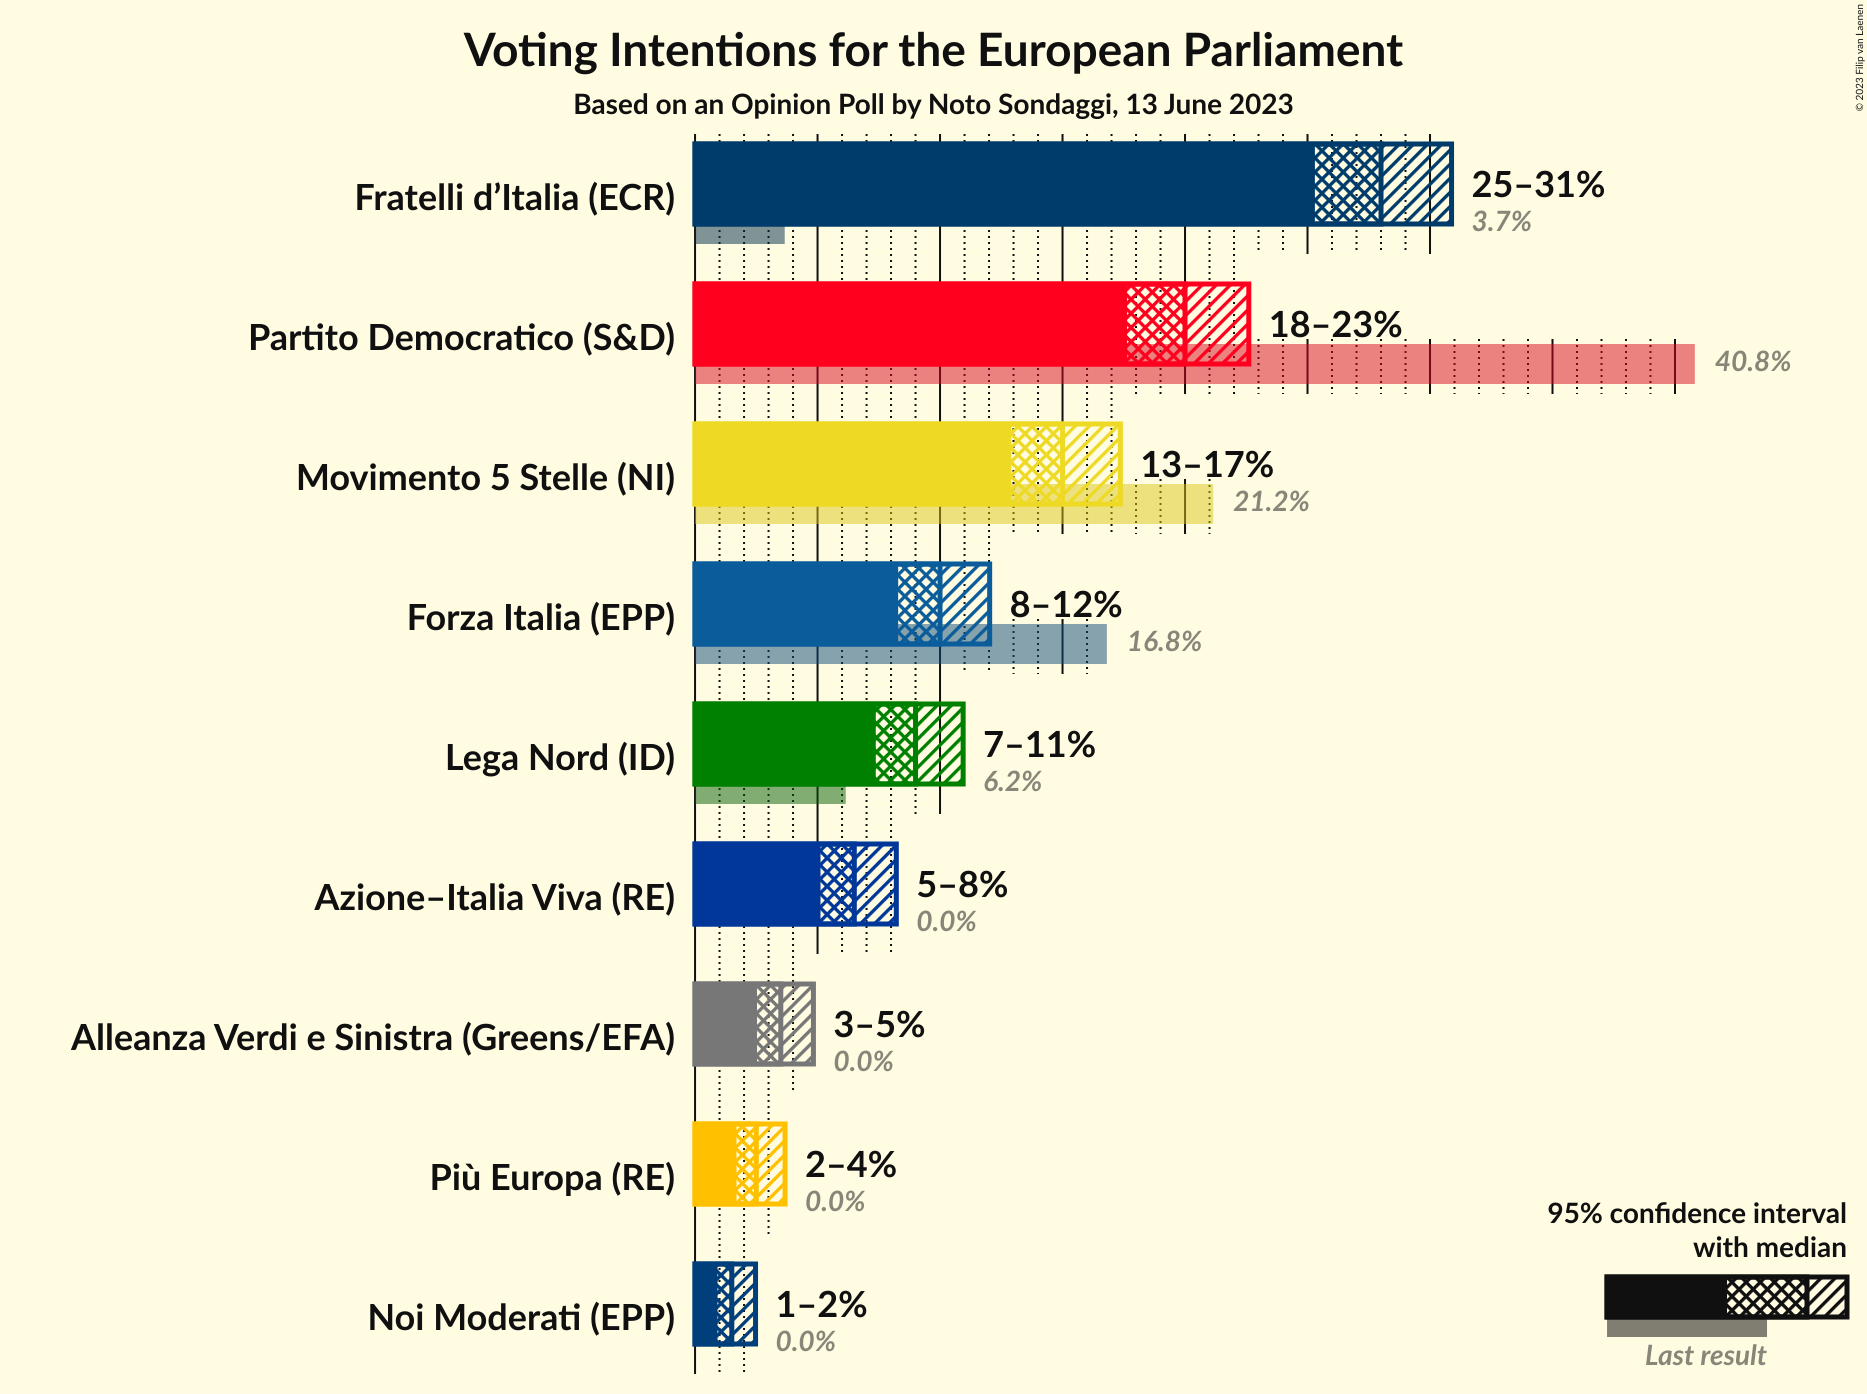 Voting Intentions for the European Parliament
Based on an Opinion Poll by Noto Sondaggi, 13 June 2023
© 2023 Filip van Laenen
Fratelli d’Italia (ECR)
25–31%
3.7%
Partito Democratico (S&D)
18–23%
40.8%
Movimento 5 Stelle (NI)
13–17%
21.2%
Forza Italia (EPP)
8–12%
16.8%
Lega Nord (ID)
7–11%
6.2%
Azione–Italia Viva (RE)
5–8%
0.0%
Alleanza Verdi e Sinistra (Greens/EFA)
3–5%
0.0%
Più Europa (RE)
2–4%
0.0%
Noi Moderati (EPP)
1–2%
0.0%
95% confidence interval
with median
Last result